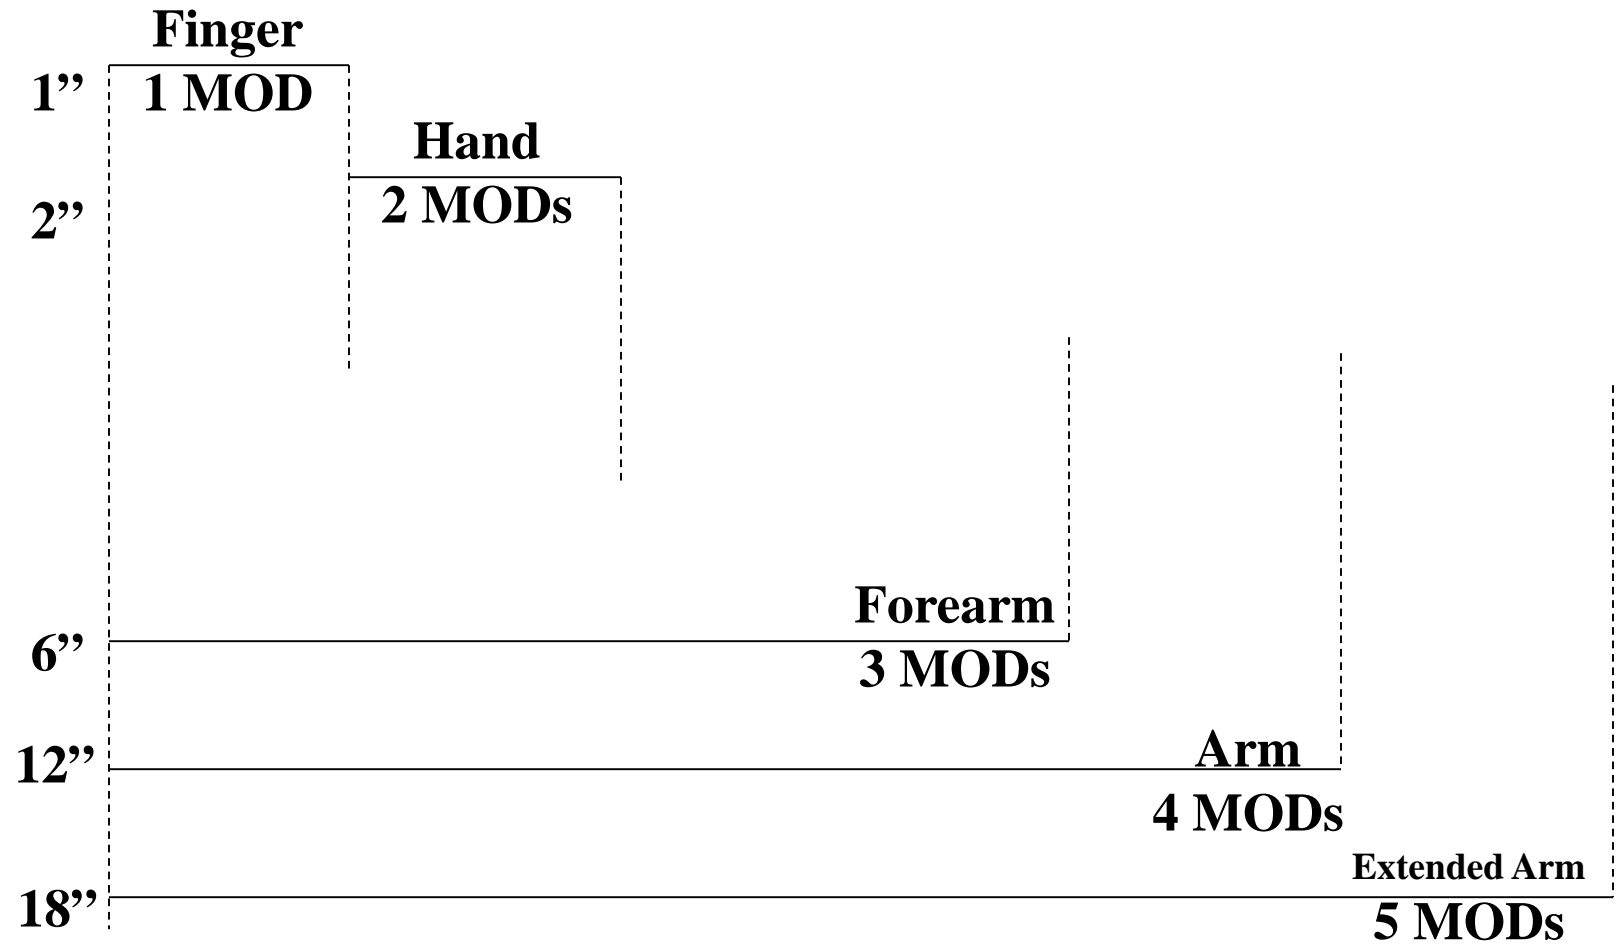 Finger
1”
1 MOD
Hand
2”
2 MODs
Forearm
6”
3 MODs
Arm
12”
4 MODs
Extended Arm
18”
5 MODs